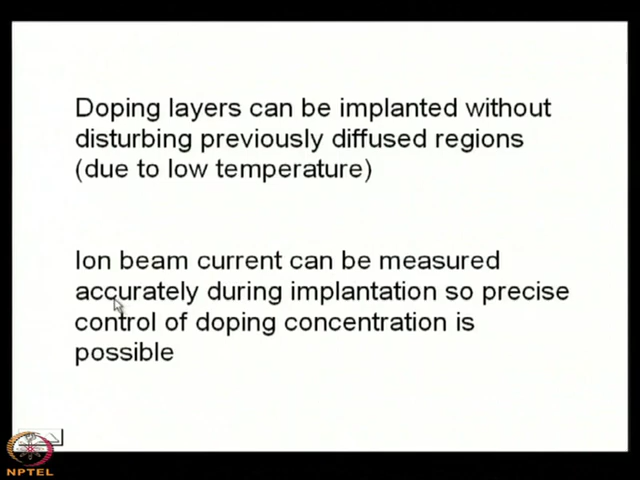 Doping layers can be implanted without
disturbing previously diffused regions
(due to low temperature)
Ion beam current can be measured
accurately during implantation so precise
control of doping concentration is
possible
NPTEL